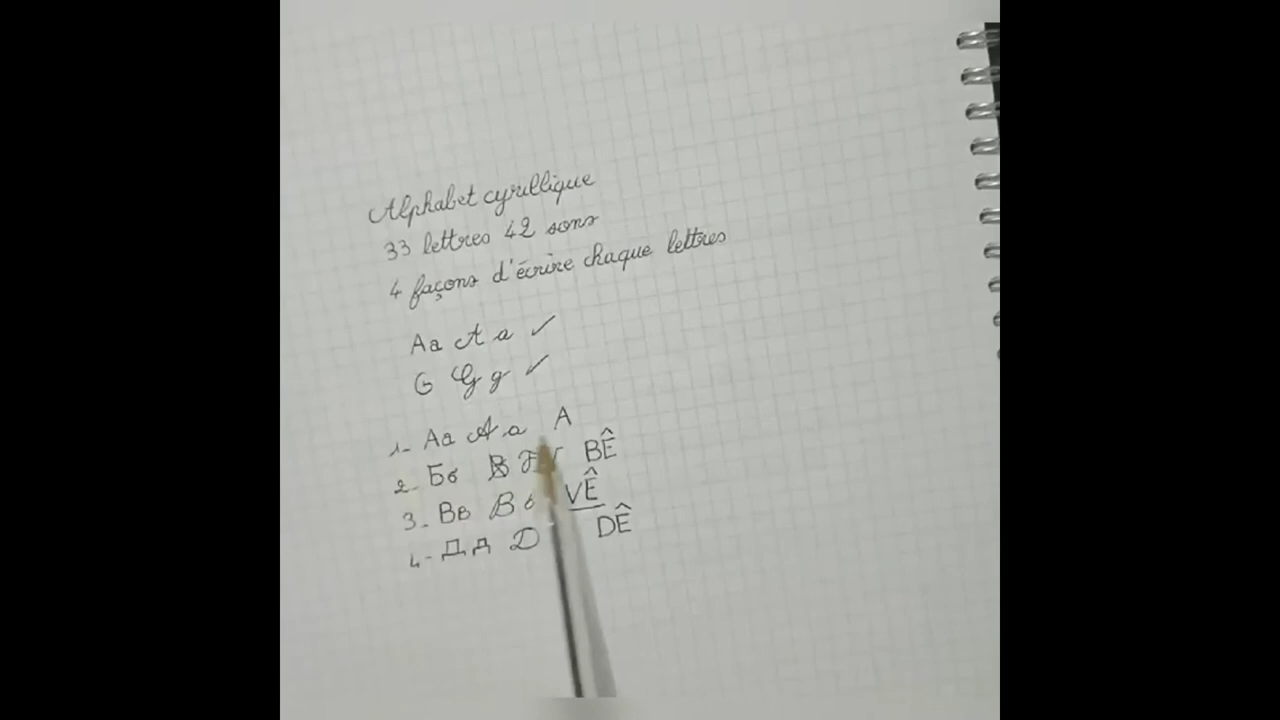 Alphabet cyrillique
33 lettres 42 sons
4 façons d'écrire chaque lettres
Aa A a ✓
G G g ✓
1- Aa A a A
2- Бб BÊ
3- Вв В в VÊ
4- Д д D DÊ